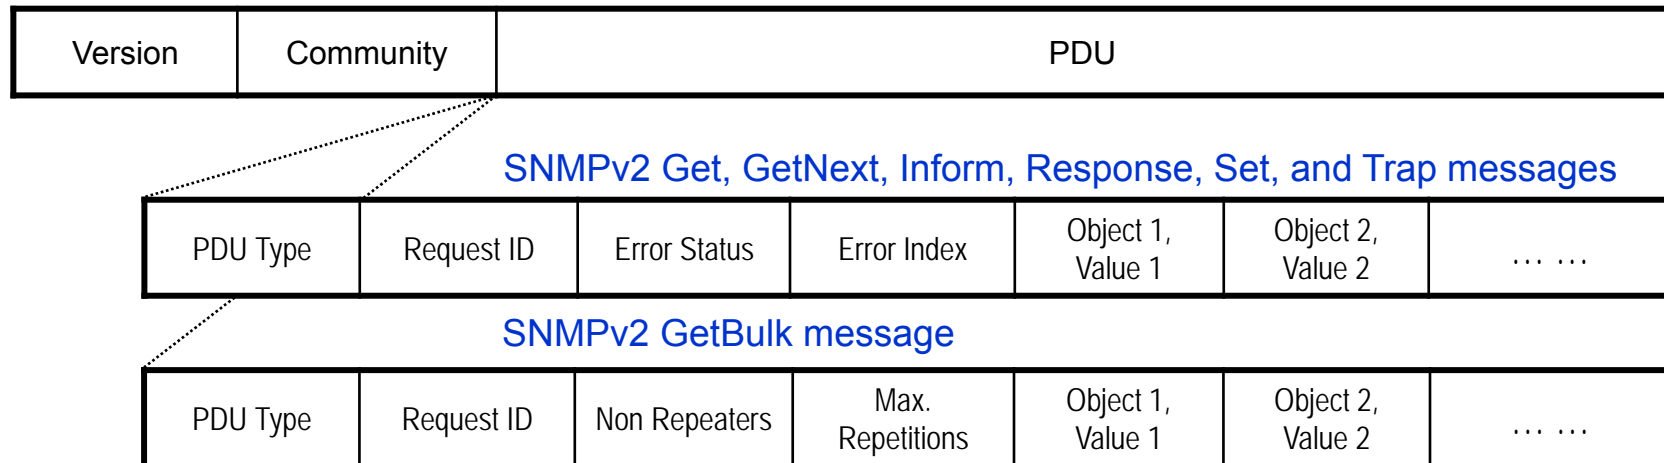 Version Community PDU
SNMPv2 Get, GetNext, Inform, Response, Set, and Trap messages
PDU Type Request ID Error Status Error Index Object 1, Value 1 Object 2, Value 2 ... ...
SNMPv2 GetBulk message
PDU Type Request ID Non Repeaters Max. Repetitions Object 1, Value 1 Object 2, Value 2 ... ...